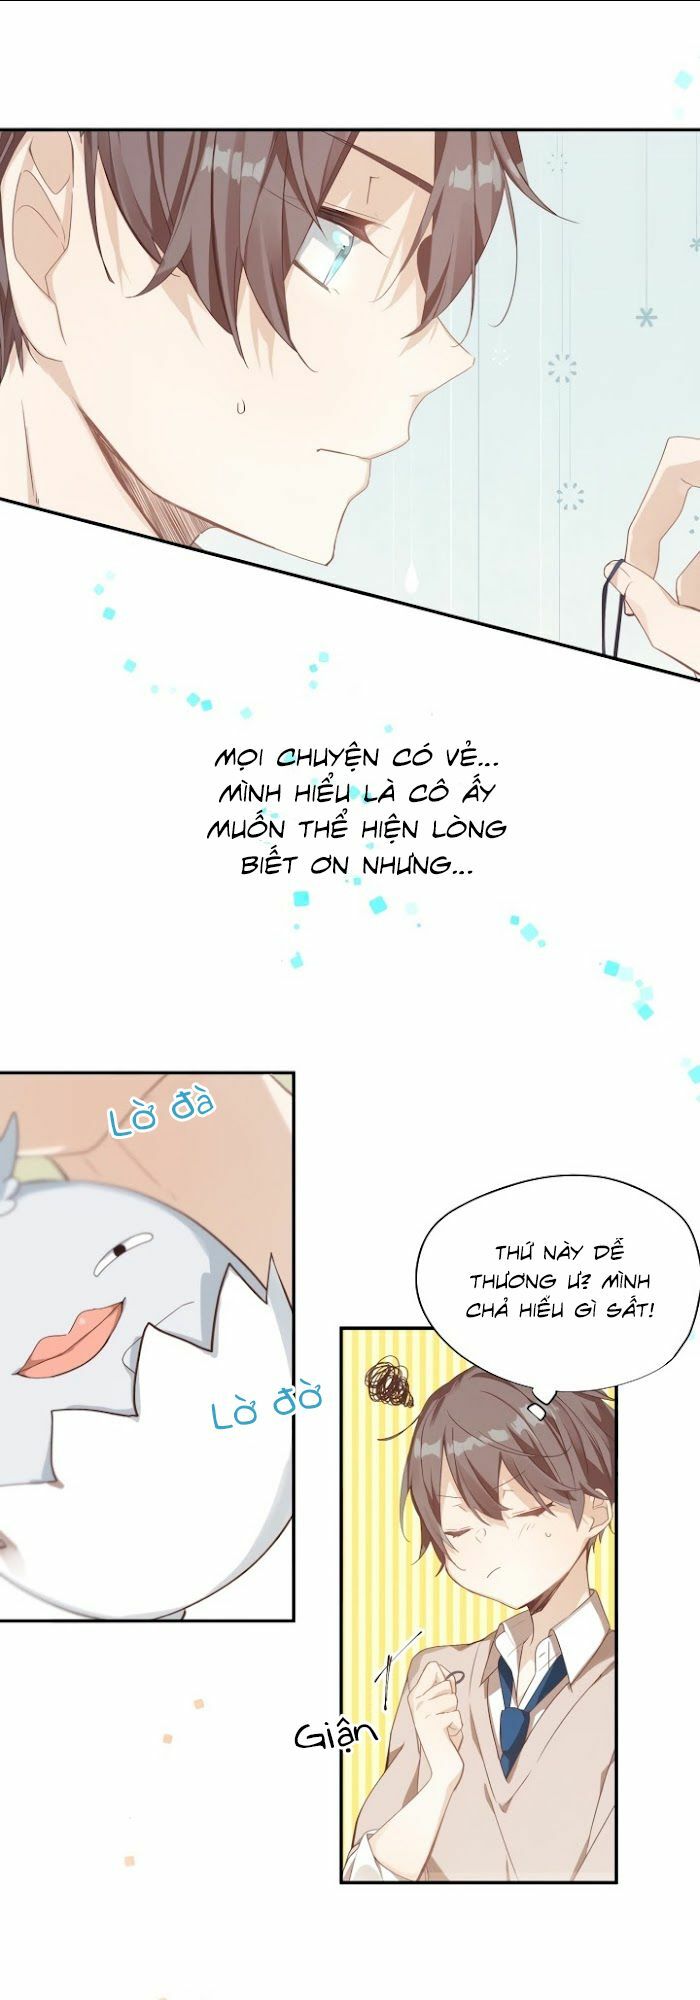 MỌI CHUYỆN CÓ VẺ...
MÌNH HIỂU LÀ CÔ ẤY
MUỐN THỂ HIỆN LÒNG
BIẾT ƠN NHƯNG...
Lờ đà
Lờ đờ
THỨ NÀY DỄ
THƯƠNG Ư? MÌNH
CHẢ HIỂU GÌ SẤT!
Giận